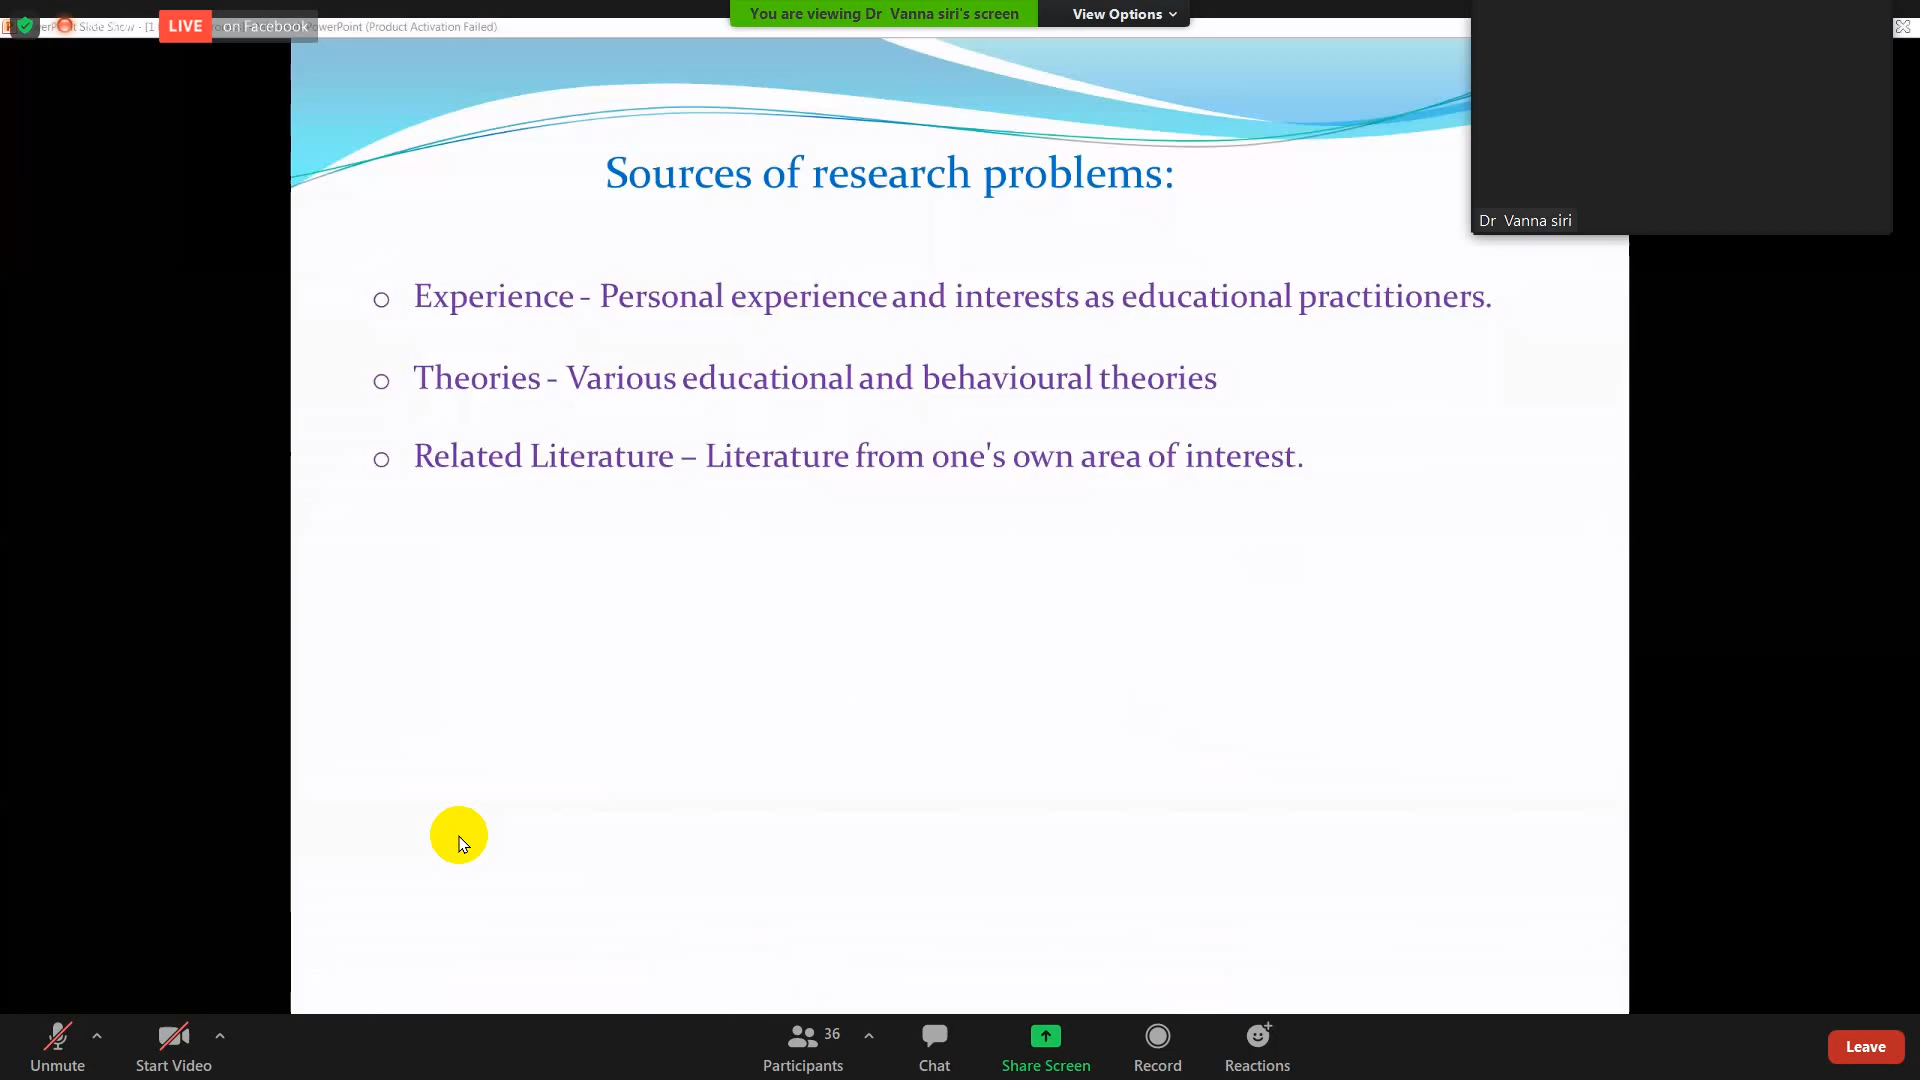 LIVE on Facebook
PowerPoint (Product Activation Failed)
You are viewing Dr Vanna siri's screen
View Options
Dr Vanna siri
Sources of research problems:
Experience - Personal experience and interests as educational practitioners.
Theories - Various educational and behavioural theories
Related Literature – Literature from one's own area of interest.
Unmute
Start Video
36
Participants
Chat
Share Screen
Record
Reactions
Leave